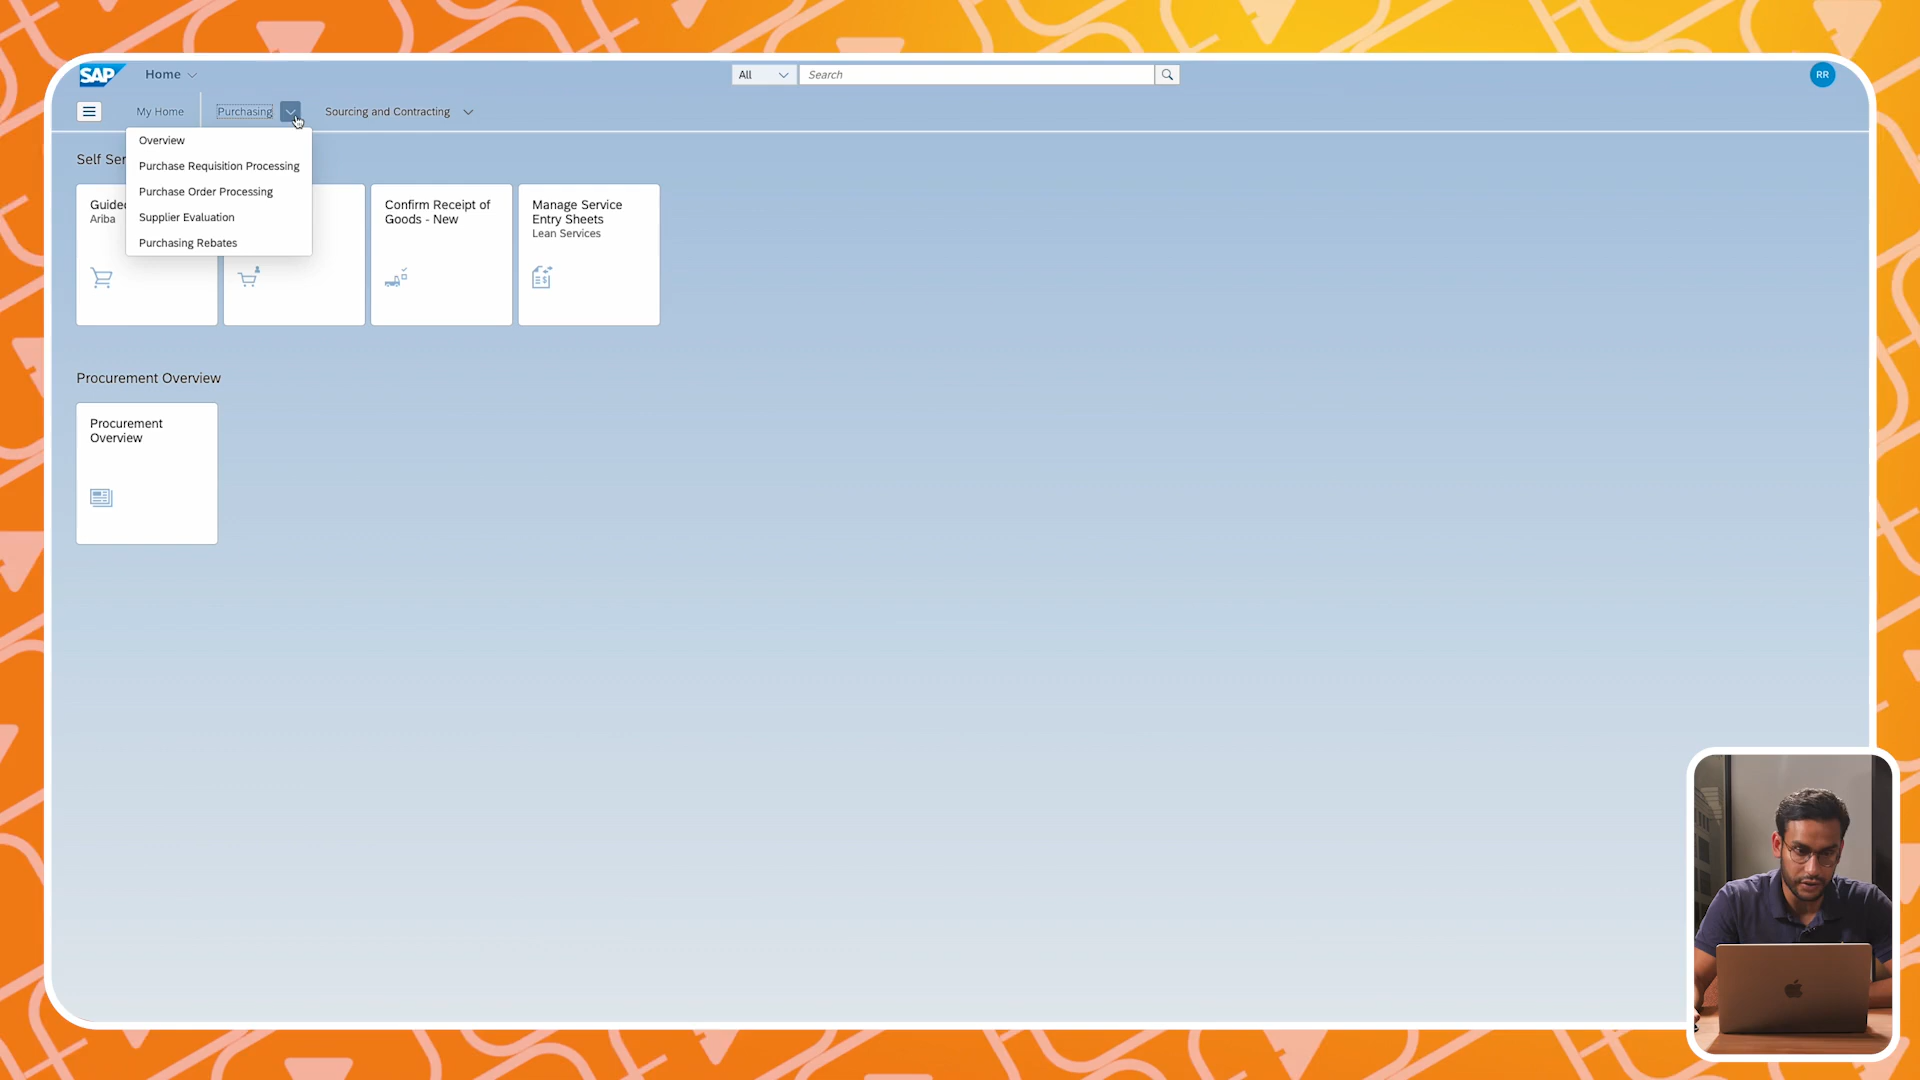 SAP
Home
All
Search
RR
My Home
Purchasing
Sourcing and Contracting
Overview
Purchase Requisition Processing
Purchase Order Processing
Supplier Evaluation
Purchasing Rebates
Self Ser
Guided
Ariba
Confirm Receipt of
Goods - New
Manage Service
Entry Sheets
Lean Services
Procurement Overview
Procurement
Overview